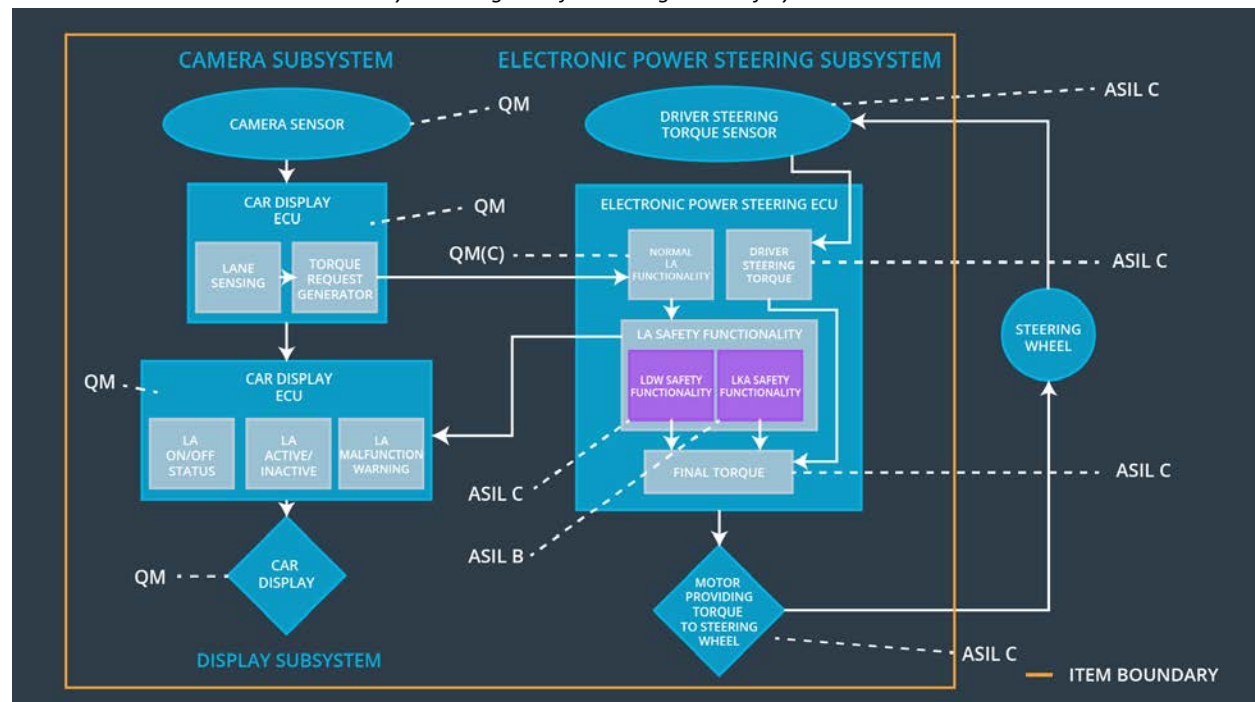 CAMERA SUBSYSTEM
ELECTRONIC POWER STEERING SUBSYSTEM
ASIL C
QM
CAMERA SENSOR
DRIVER STEERING
TORQUE SENSOR
CAR DISPLAY
ECU
QM
ELECTRONIC POWER STEERING ECU
LANE
SENSING
TORQUE
REQUEST
GENERATOR
QM(C)
NORMAL
LA
FUNCTIONALITY
DRIVER
STEERING
TORQUE
ASIL C
STEERING
WHEEL
LA SAFETY FUNCTIONALITY
LDW SAFETY
FUNCTIONALITY
LKA SAFETY
FUNCTIONALITY
QM
CAR DISPLAY
ECU
LA
ON/OFF
STATUS
LA
ACTIVE/
INACTIVE
LA
MALFUNCTION
WARNING
FINAL TORQUE
ASIL C
ASIL C
ASIL B
QM
CAR
DISPLAY
MOTOR
PROVIDING
TORQUE
TO STEERING
WHEEL
DISPLAY SUBSYSTEM
ASIL C
ITEM BOUNDARY